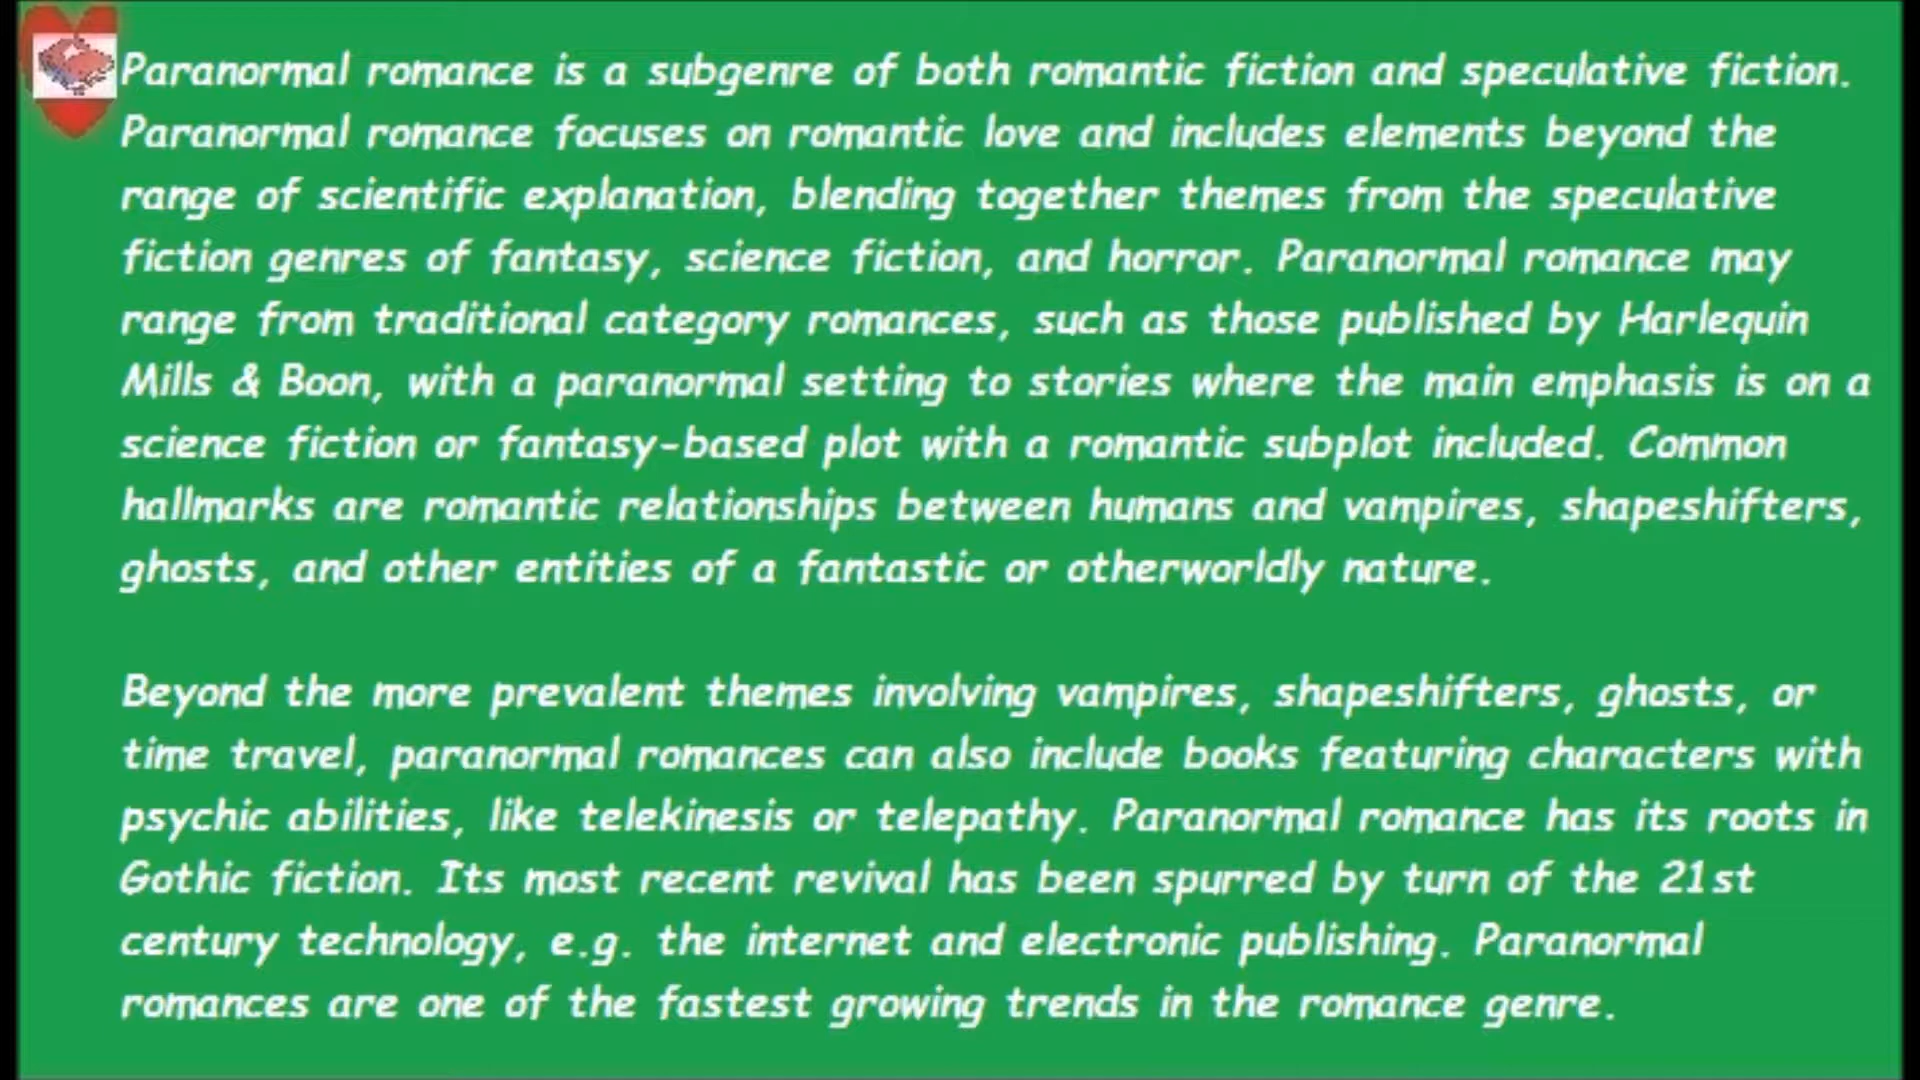 Paranormal romance is a subgenre of both romantic fiction and speculative fiction.
Paranormal romance focuses on romantic love and includes elements beyond the
range of scientific explanation, blending together themes from the speculative
fiction genres of fantasy, science fiction, and horror. Paranormal romance may
range from traditional category romances, such as those published by Harlequin
Mills & Boon, with a paranormal setting to stories where the main emphasis is on a
science fiction or fantasy-based plot with a romantic subplot included. Common
hallmarks are romantic relationships between humans and vampires, shapeshifters,
ghosts, and other entities of a fantastic or otherworldly nature.
Beyond the more prevalent themes involving vampires, shapeshifters, ghosts, or
time travel, paranormal romances can also include books featuring characters with
psychic abilities, like telekinesis or telepathy. Paranormal romance has its roots in
Gothic fiction. Its most recent revival has been spurred by turn of the 21st
century technology, e.g. the internet and electronic publishing. Paranormal
romances are one of the fastest growing trends in the romance genre.